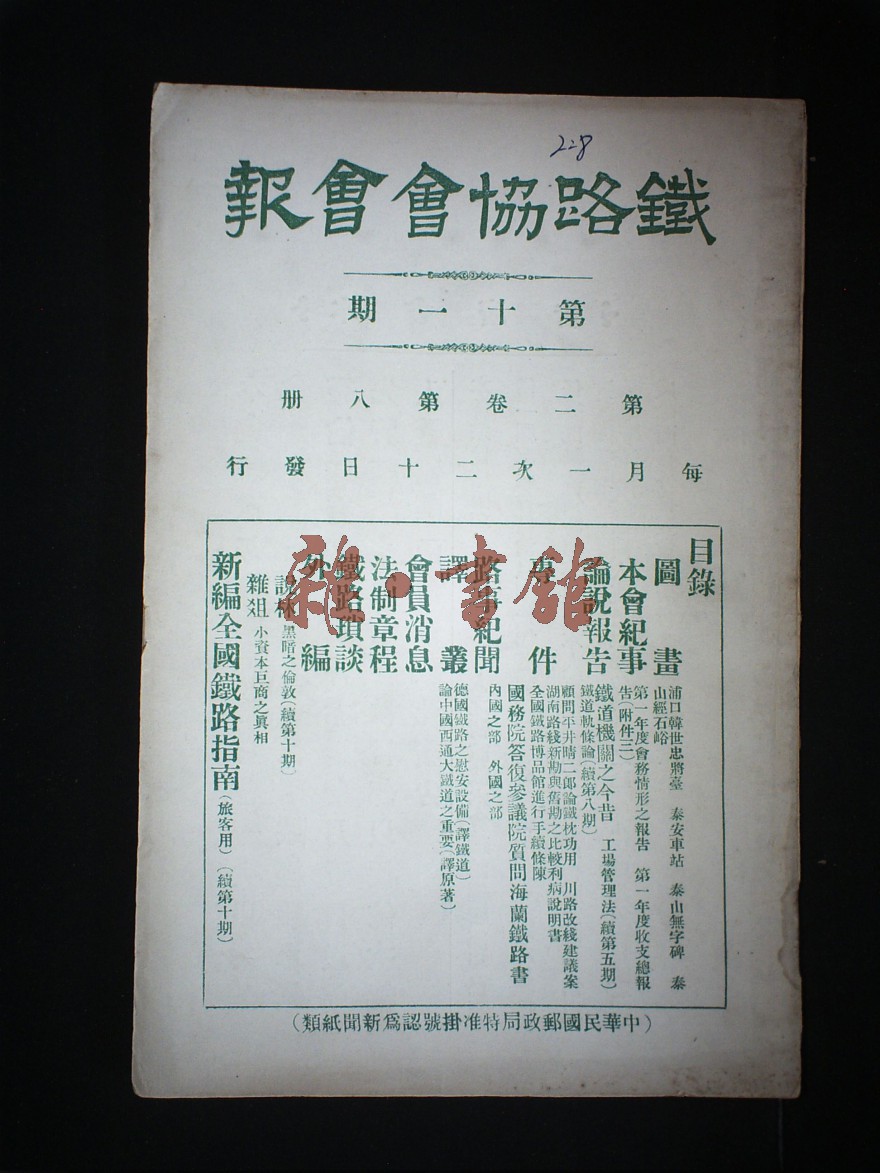 2-8
鐵路協會會報
第十一期
第二卷第八册
每月一次二十日發行
目錄
圖畫
浦口韓世忠將臺 泰安車站 泰山無字碑 泰
山經石峪
本會紀事
第一年度會務情形之報告 第一年度收支總報
告(附件三)
論說報告
鐵道機關之今昔 工場管理法(續第五期)
鐵道軌條論(續第八期)
專件
顧問平井晴二郎論鐵枕功用 川路改綫建議案
湖南路綫新勘與舊勘之比較利病說明書
全國鐵路博品館進行手續條陳
國務院答復參議院質問海蘭鐵路書
路事紀聞
內國之部 外國之部
譯叢
德國鐵路之慰安設備(譯鐵道)
論中國西通大鐵道之重要(譯原著)
會員消息
法制章程
鐵路瑣談
外編
說林 黑暗之倫敦(續第十期)
雜俎 小資本巨商之眞相
新編全國鐵路指南(旅客用)(續第十期)
(中華民國郵政局特准掛號認爲新聞紙類)
雜·書館